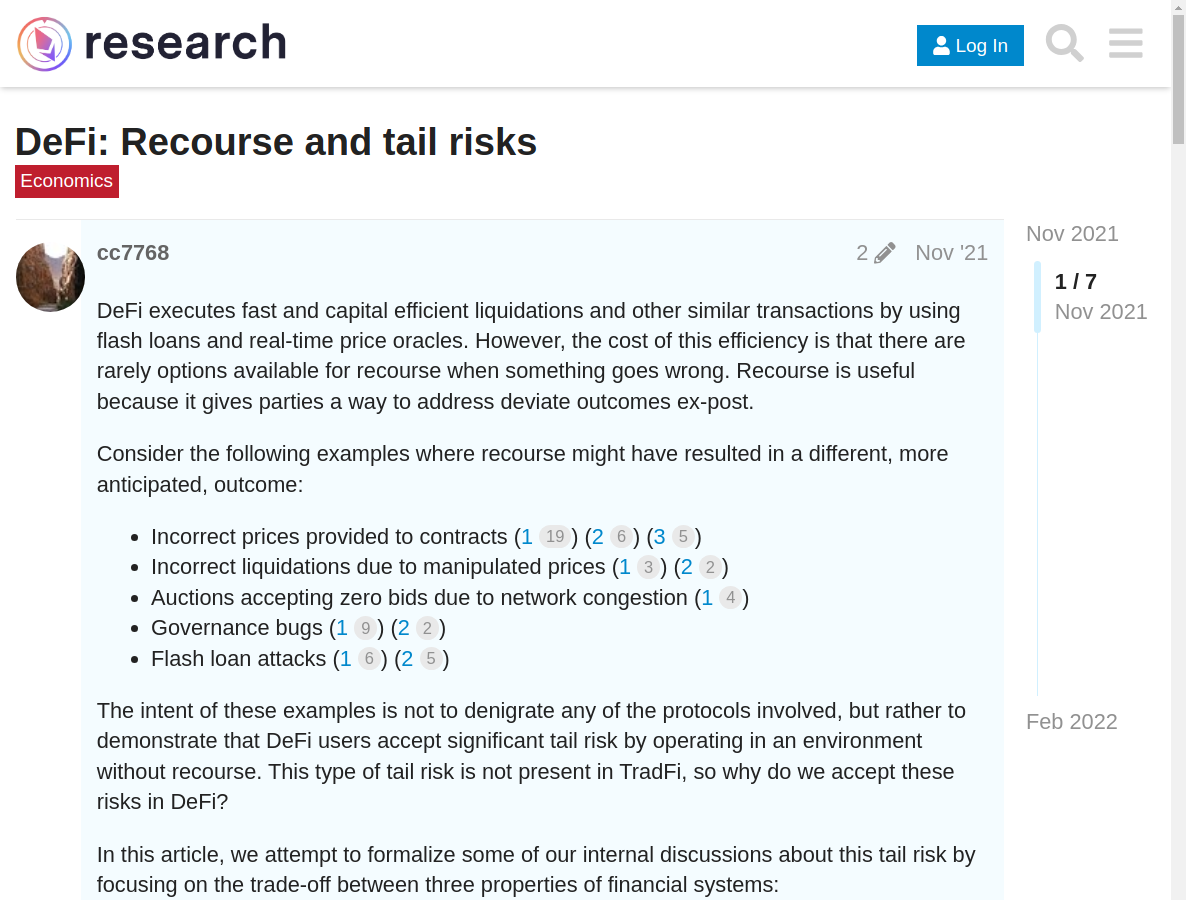 research
Log In
DeFi: Recourse and tail risks
Economics
cc7768
2
Nov '21
DeFi executes fast and capital efficient liquidations and other similar transactions by using
flash loans and real-time price oracles. However, the cost of this efficiency is that there are
rarely options available for recourse when something goes wrong. Recourse is useful
because it gives parties a way to address deviate outcomes ex-post.
Consider the following examples where recourse might have resulted in a different, more
anticipated, outcome:
• Incorrect prices provided to contracts (1 19) (2 6) (3 5)
• Incorrect liquidations due to manipulated prices (1 3) (2 2)
• Auctions accepting zero bids due to network congestion (1 4)
• Governance bugs (1 9) (2 2)
• Flash loan attacks (1 6) (2 5)
The intent of these examples is not to denigrate any of the protocols involved, but rather to
demonstrate that DeFi users accept significant tail risk by operating in an environment
without recourse. This type of tail risk is not present in TradFi, so why do we accept these
risks in DeFi?
In this article, we attempt to formalize some of our internal discussions about this tail risk by
focusing on the trade-off between three properties of financial systems:
Nov 2021
1 / 7
Nov 2021
Feb 2022